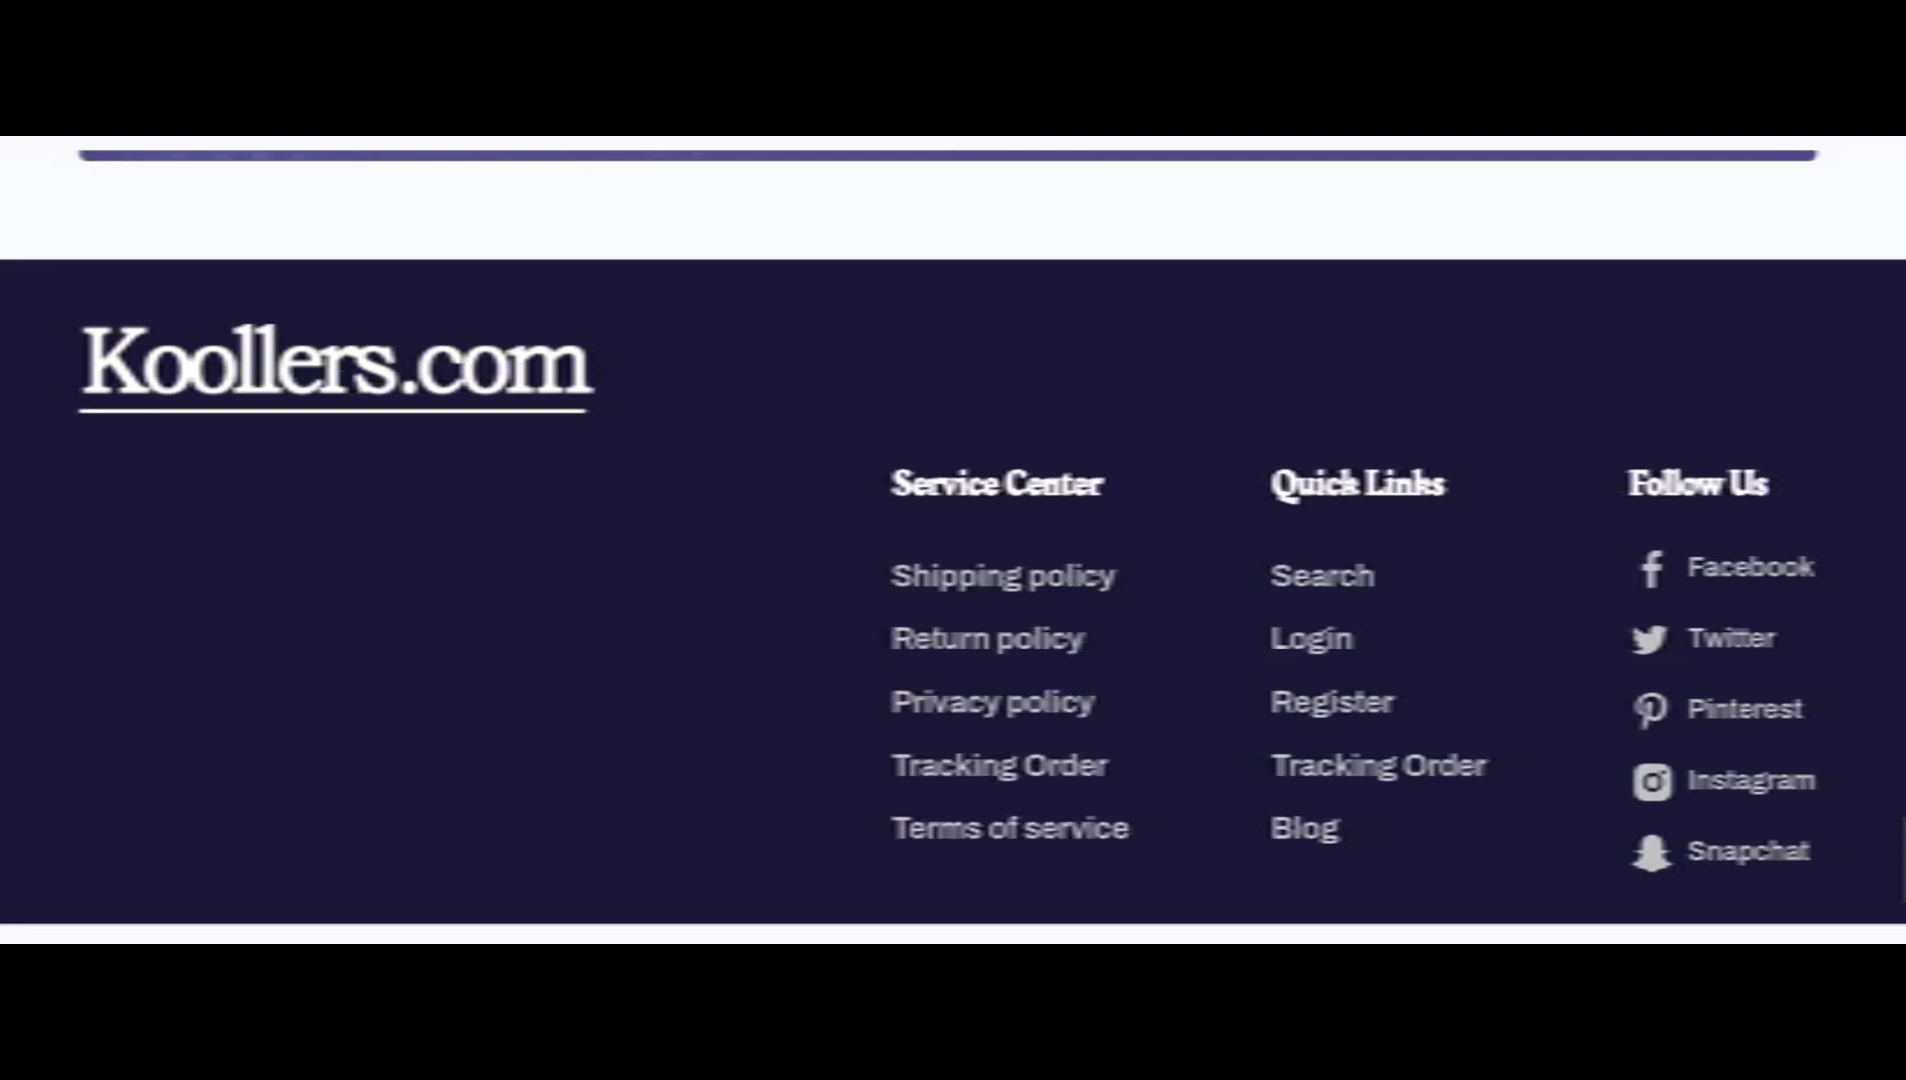 Koollers.com
Service Center
Shipping policy
Return policy
Privacy policy
Tracking Order
Terms of service
Quick Links
Search
Login
Register
Tracking Order
Blog
Follow Us
Facebook
Twitter
Pinterest
Instagram
Snapchat